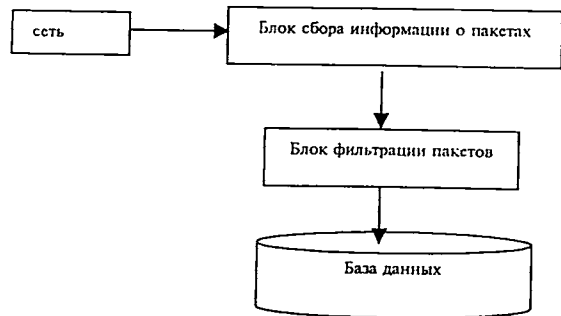 сеть
Блок сбора информации о пакетах
Блок фильтрации пакетов
База данных